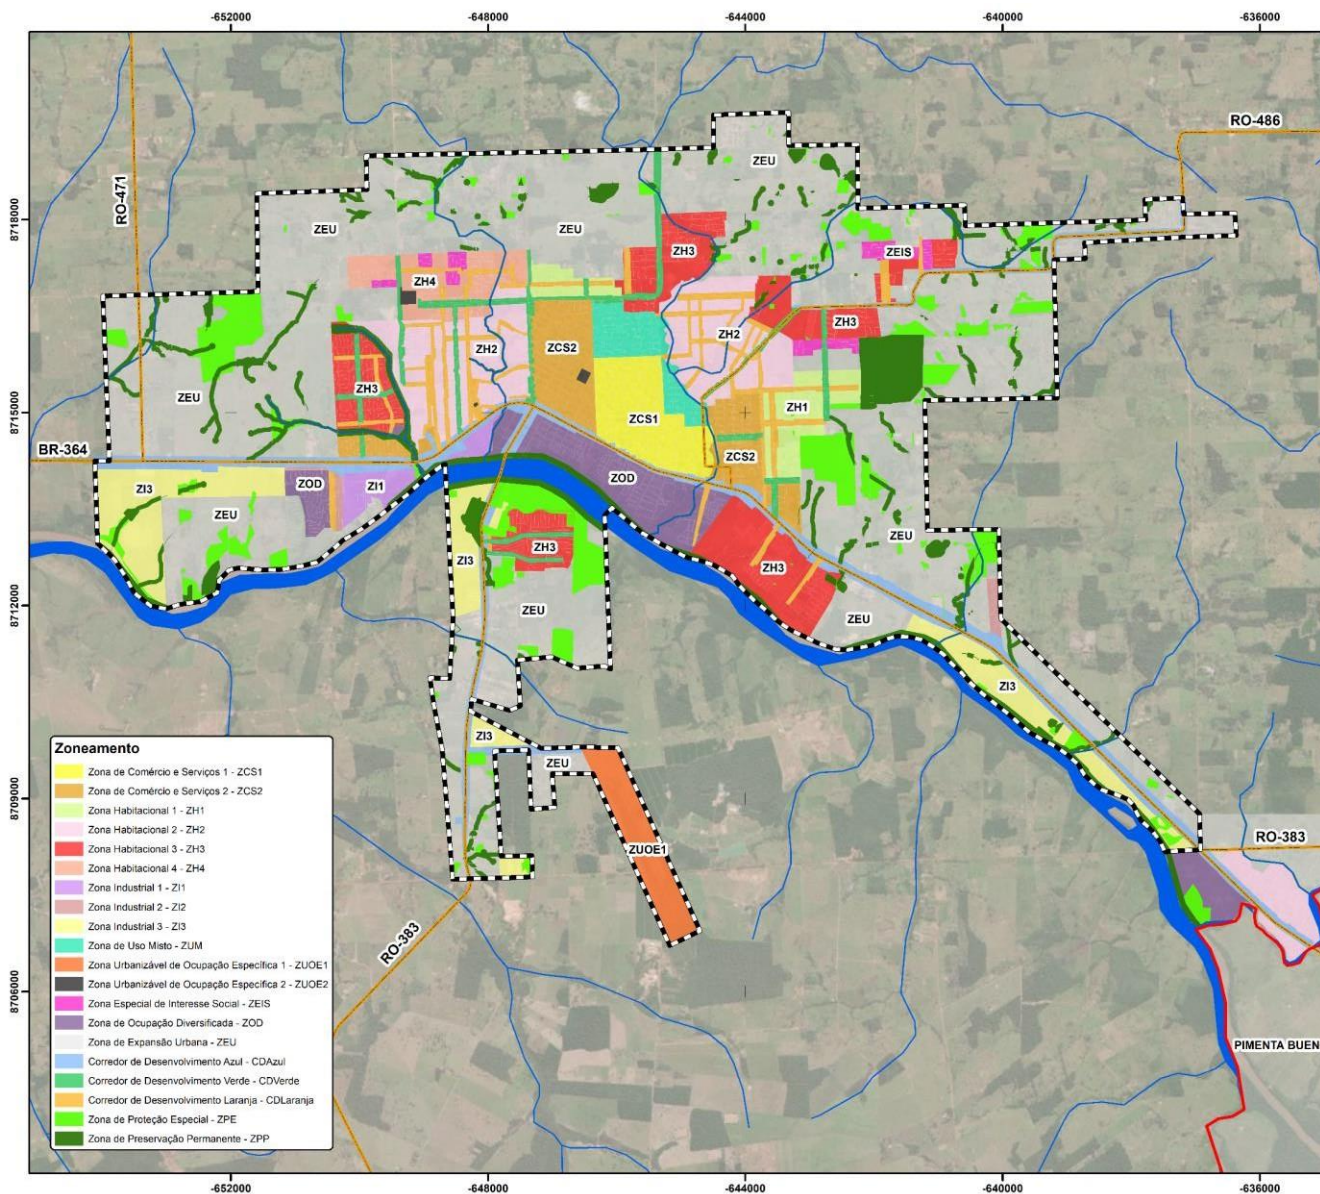 -652000
-648000
-644000
-640000
-636000
8718000
8715000
8712000
8709000
8706000
RO-486
RO-471
ZEU
ZEU
ZEU
ZH3
ZEIS
ZH4
ZH3
ZH2
ZH2
ZCS2
ZH3
ZEU
ZH1
ZCS1
BR-364
ZCS2
ZOD
ZOD
ZI1
ZI3
ZEU
ZEU
ZH3
ZI3
ZH3
ZEU
ZEU
ZI3
ZI3
ZEU
RO-383
ZUOE1
RO-383
PIMENTA BUEN
Zoneamento
Zona de Comércio e Serviços 1 - ZCS1
Zona de Comércio e Serviços 2 - ZCS2
Zona Habitacional 1 - ZH1
Zona Habitacional 2 - ZH2
Zona Habitacional 3 - ZH3
Zona Habitacional 4 - ZH4
Zona Industrial 1 - ZI1
Zona Industrial 2 - ZI2
Zona Industrial 3 - ZI3
Zona de Uso Misto - ZUM
Zona Urbanizável de Ocupação Específica 1 - ZUOE1
Zona Urbanizável de Ocupação Específica 2 - ZUOE2
Zona Especial de Interesse Social - ZEIS
Zona de Ocupação Diversificada - ZOD
Zona de Expansão Urbana - ZEU
Corredor de Desenvolvimento Azul - CDAzul
Corredor de Desenvolvimento Verde - CDVerde
Corredor de Desenvolvimento Laranja - CDLaranja
Zona de Proteção Especial - ZPE
Zona de Preservação Permanente - ZPP
-652000
-648000
-644000
-640000
-636000